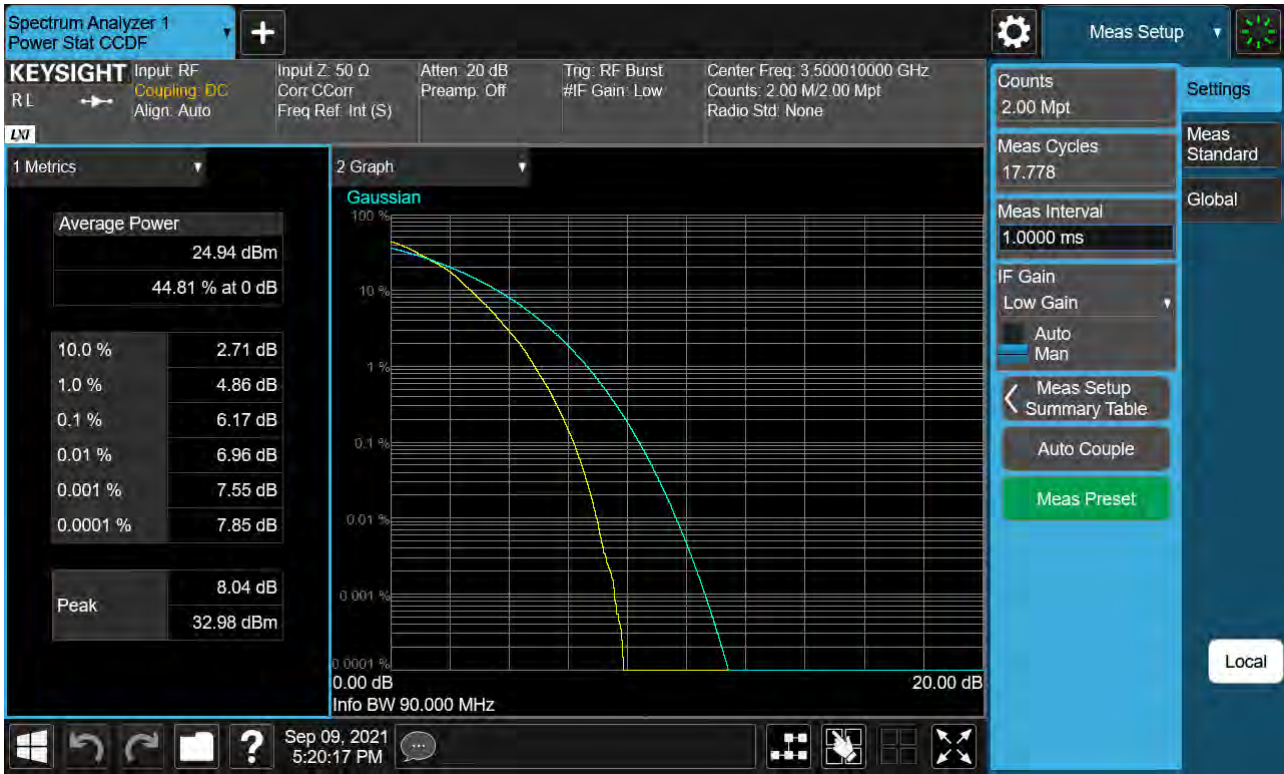 Spectrum Analyzer 1
Power Stat CCDF
+
Meas Setup
KEYSIGHT
RL
LXI
Input: RF
Coupling: DC
Align: Auto
Input Z: 50 Ω
Corr CCorr
Freq Ref: Int (S)
Atten: 20 dB
Preamp: Off
Trig: RF Burst
#IF Gain: Low
Center Freq: 3.500010000 GHz
Counts: 2.00 M/2.00 Mpt
Radio Std: None
1 Metrics
Average Power
24.94 dBm
44.81 % at 0 dB
10.0 % 2.71 dB
1.0 % 4.86 dB
0.1 % 6.17 dB
0.01 % 6.96 dB
0.001 % 7.55 dB
0.0001 % 7.85 dB
Peak
8.04 dB
32.98 dBm
2 Graph
Gaussian
100 %
10 %
1 %
0.1 %
0.01 %
0.001 %
0.0001 %
0.00 dB 20.00 dB
Info BW 90.000 MHz
Counts
2.00 Mpt
Meas Cycles
17.778
Meas Interval
1.0000 ms
IF Gain
Low Gain
Auto
Man
Meas Setup
Summary Table
Auto Couple
Meas Preset
Settings
Meas
Standard
Global
Local
?
Sep 09, 2021
5:20:17 PM